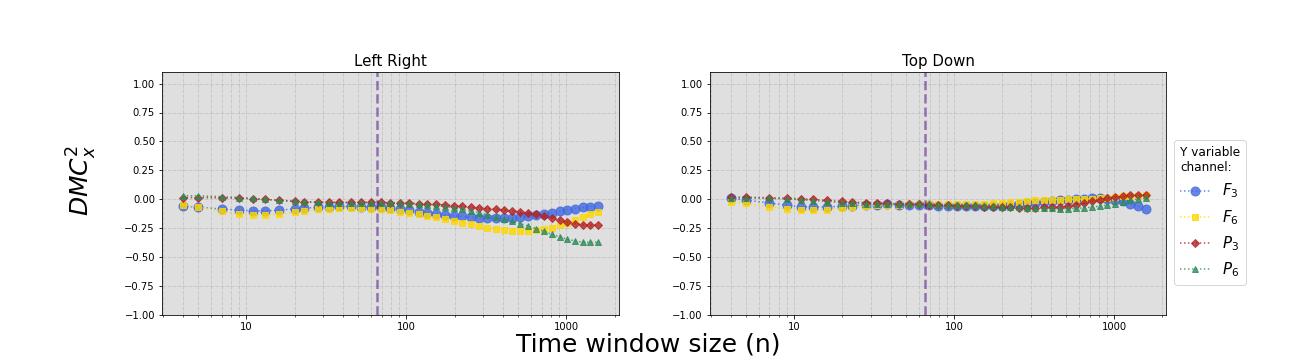 Left Right
Top Down
DMC²ₓ
1.00
0.75
0.50
0.25
0.00
−0.25
−0.50
−0.75
−1.00
10
100
1000
1.00
0.75
0.50
0.25
0.00
−0.25
−0.50
−0.75
−1.00
10
100
1000
Y variable
channel:
F₃
F₆
P₃
P₆
Time window size (n)